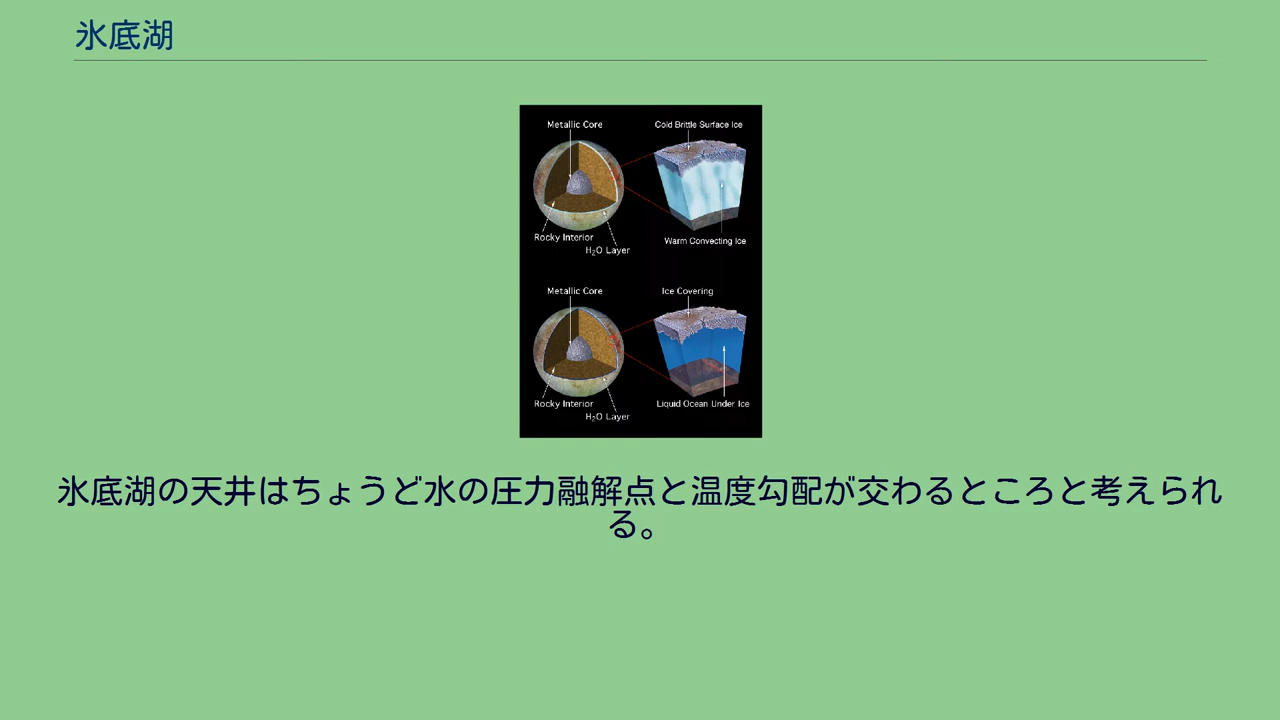 氷底湖
Metallic Core
Cold Brittle Surface Ice
Rocky Interior
H₂O Layer
Warm Convecting Ice
Metallic Core
Ice Covering
Rocky Interior
H₂O Layer
Liquid Ocean Under Ice
氷底湖の天井はちょうど水の圧力融解点と温度勾配が交わるところと考えられ
る。